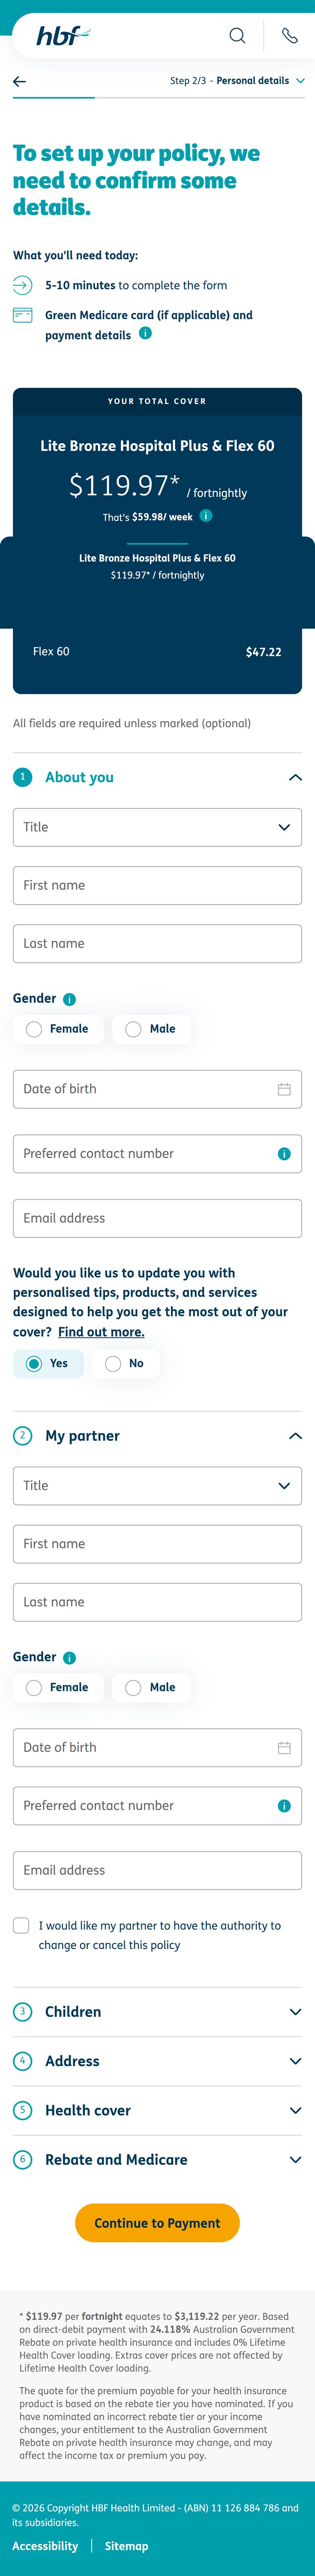 hbf
Step 2/3 - Personal details
To set up your policy, we
need to confirm some
details.
What you'll need today:
5-10 minutes to complete the form
Green Medicare card (if applicable) and
payment details i
YOUR TOTAL COVER
Lite Bronze Hospital Plus & Flex 60
$119.97* / fortnightly
That's $59.98/ week i
Lite Bronze Hospital Plus & Flex 60
$119.97* / fortnightly
Flex 60 $47.22
All fields are required unless marked (optional)
1 About you
Title
First name
Last name
Gender i
Female Male
Date of birth
Preferred contact number i
Email address
Would you like us to update you with
personalised tips, products, and services
designed to help you get the most out of your
cover? Find out more.
Yes No
2 My partner
Title
First name
Last name
Gender i
Female Male
Date of birth
Preferred contact number i
Email address
I would like my partner to have the authority to
change or cancel this policy
3 Children
4 Address
5 Health cover
6 Rebate and Medicare
Continue to Payment
* $119.97 per fortnight equates to $3,119.22 per year. Based
on direct-debit payment with 24.118% Australian Government
Rebate on private health insurance and includes 0% Lifetime
Health Cover loading. Extras cover prices are not affected by
Lifetime Health Cover loading.
The quote for the premium payable for your health insurance
product is based on the rebate tier you have nominated. If you
have nominated an incorrect rebate tier or your income
changes, your entitlement to the Australian Government
Rebate on private health insurance may change, and may
affect the income tax or premium you pay.
© 2026 Copyright HBF Health Limited - (ABN) 11 126 884 786 and
its subsidiaries.
Accessibility Sitemap